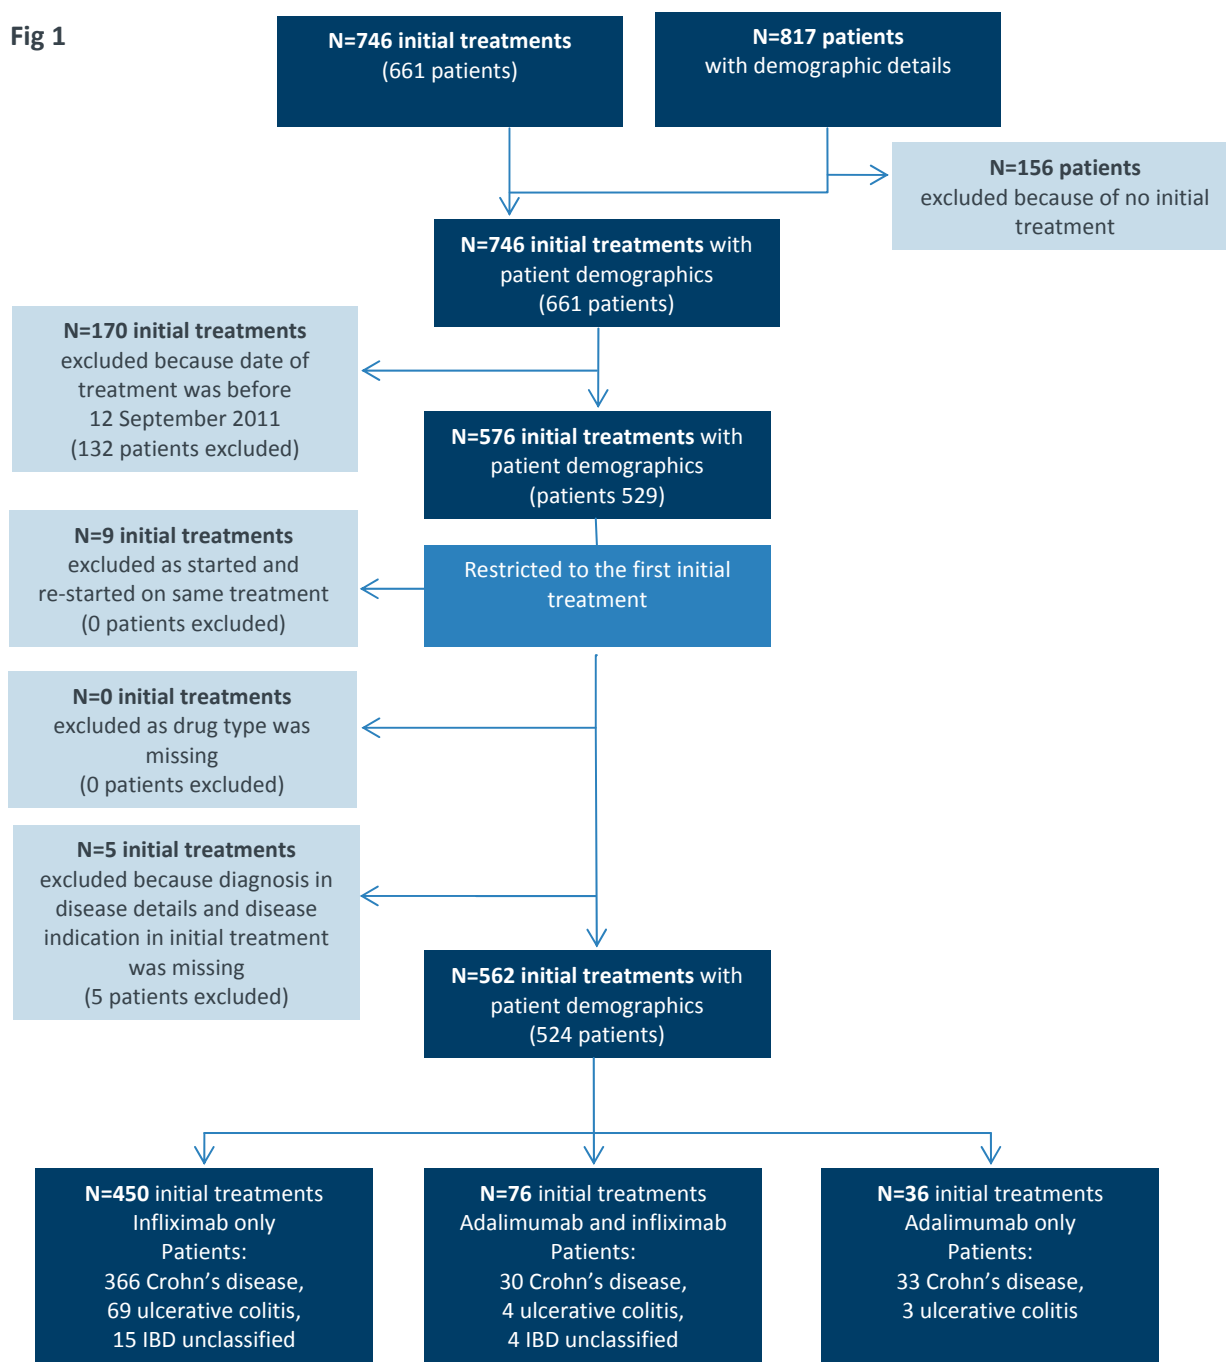 Fig 1
N=746 initial treatments
(661 patients)
N=817 patients
with demographic details
N=156 patients
excluded because of no initial
treatment
N=746 initial treatments with
patient demographics
(661 patients)
N=170 initial treatments
excluded because date of
treatment was before
12 September 2011
(132 patients excluded)
N=576 initial treatments with
patient demographics
(patients 529)
N=9 initial treatments
excluded as started and
re-started on same treatment
(0 patients excluded)
Restricted to the first initial
treatment
N=0 initial treatments
excluded as drug type was
missing
(0 patients excluded)
N=5 initial treatments
excluded because diagnosis in
disease details and disease
indication in initial treatment
was missing
(5 patients excluded)
N=562 initial treatments with
patient demographics
(524 patients)
N=450 initial treatments
Infliximab only
Patients:
366 Crohn’s disease,
69 ulcerative colitis,
15 IBD unclassified
N=76 initial treatments
Adalimumab and infliximab
Patients:
30 Crohn’s disease,
4 ulcerative colitis,
4 IBD unclassified
N=36 initial treatments
Adalimumab only
Patients:
33 Crohn’s disease,
3 ulcerative colitis